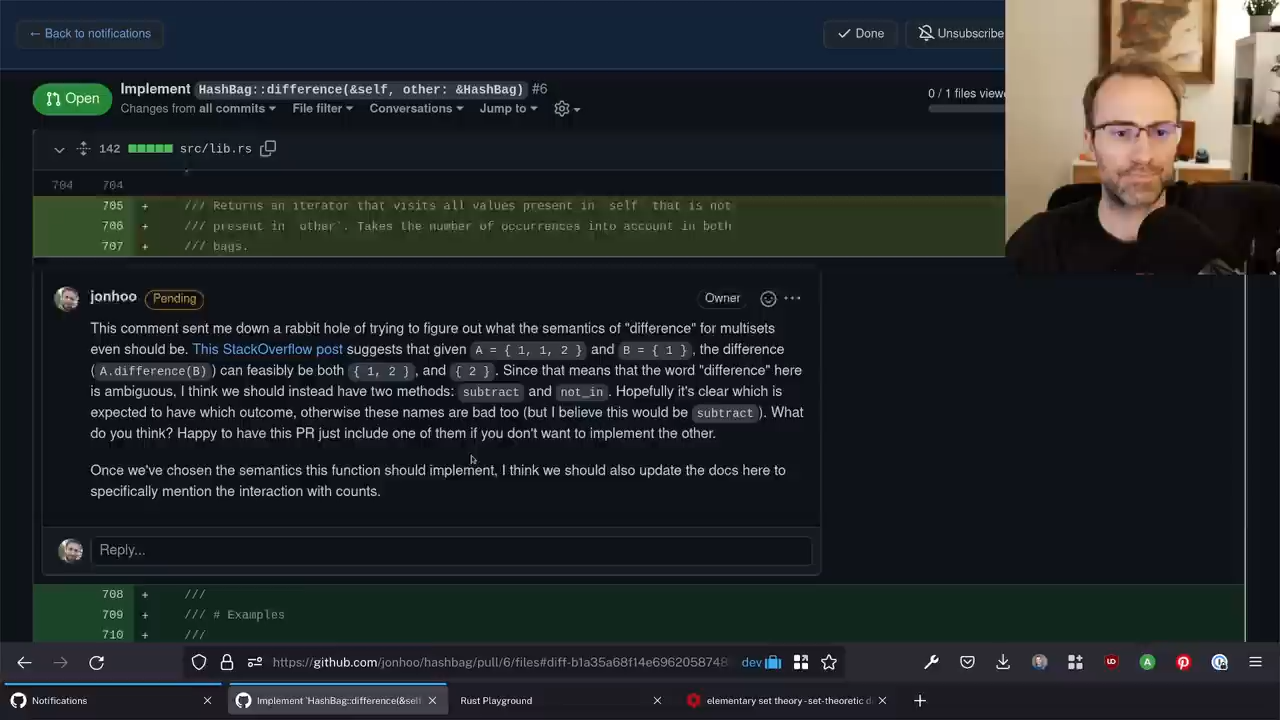 ← Back to notifications
Done
Unsubscribe
Open
Implement HashBag::difference(&self, other: &HashBag) #6
Changes from all commits
File filter
Conversations
Jump to
0 / 1 files viewe
142
src/lib.rs
704 704
705 + /// Returns an iterator that visits all values present in `self` that is not
706 + /// present in `other`. Takes the number of occurrences into account in both
707 + /// bags.
jonhoo
Pending
Owner
This comment sent me down a rabbit hole of trying to figure out what the semantics of "difference" for multisets
even should be. This StackOverflow post suggests that given A = { 1, 1, 2 } and B = { 1 }, the difference
( A.difference(B) ) can feasibly be both { 1, 2 }, and { 2 }. Since that means that the word "difference" here
is ambiguous, I think we should instead have two methods: subtract and not_in. Hopefully it's clear which is
expected to have which outcome, otherwise these names are bad too (but I believe this would be subtract). What
do you think? Happy to have this PR just include one of them if you don't want to implement the other.
Once we've chosen the semantics this function should implement, I think we should also update the docs here to
specifically mention the interaction with counts.
Reply...
708 + ///
709 + /// # Examples
710 + ///
https://github.com/jonhoo/hashbag/pull/6/files#diff-b1a35a68f14e6962058748
dev
Notifications
Implement `HashBag::difference(&self
Rust Playground
elementary set theory - set-theoretic d